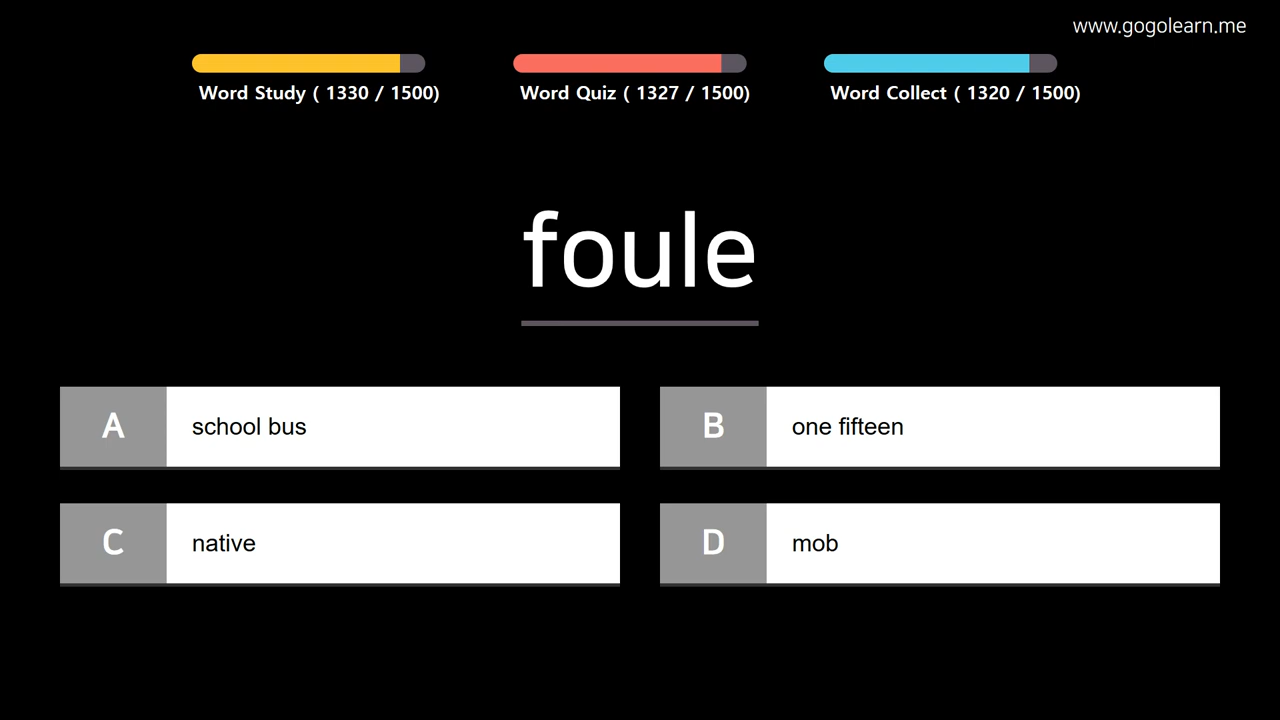 www.gogolearn.me
Word Study ( 1330 / 1500)
Word Quiz ( 1327 / 1500)
Word Collect ( 1320 / 1500)
foule
A school bus
B one fifteen
C native
D mob